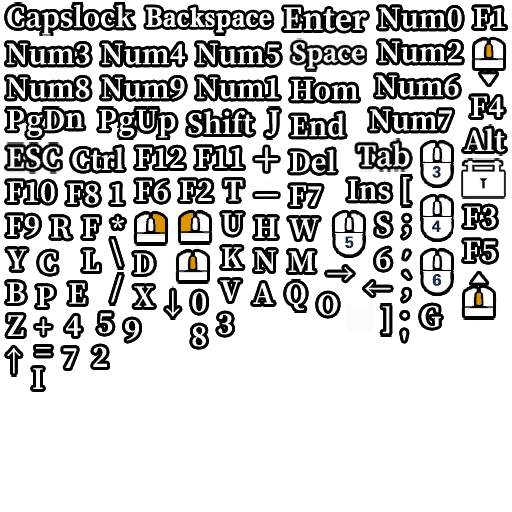 Capslock Backspace Enter Num0 F1
Num3 Num4 Num5 Space Num2
Num8 Num9 Num1 Hom Num6
PgDn PgUp Shift J End Num7 F4
ESC Ctrl F12 F11 + Del Tab 3 Alt
F10 F8 1 F6 F2 T — F7 Ins [ T
F9 R F * U H W 5 S ; 4 F3
Y C L \ D K N M → 6 ' 6 F5
B P E / X ↓ 0 V A Q O ← `
Z + 4 5 9 8 3 ] ; G
↑ = 7 2 '
I